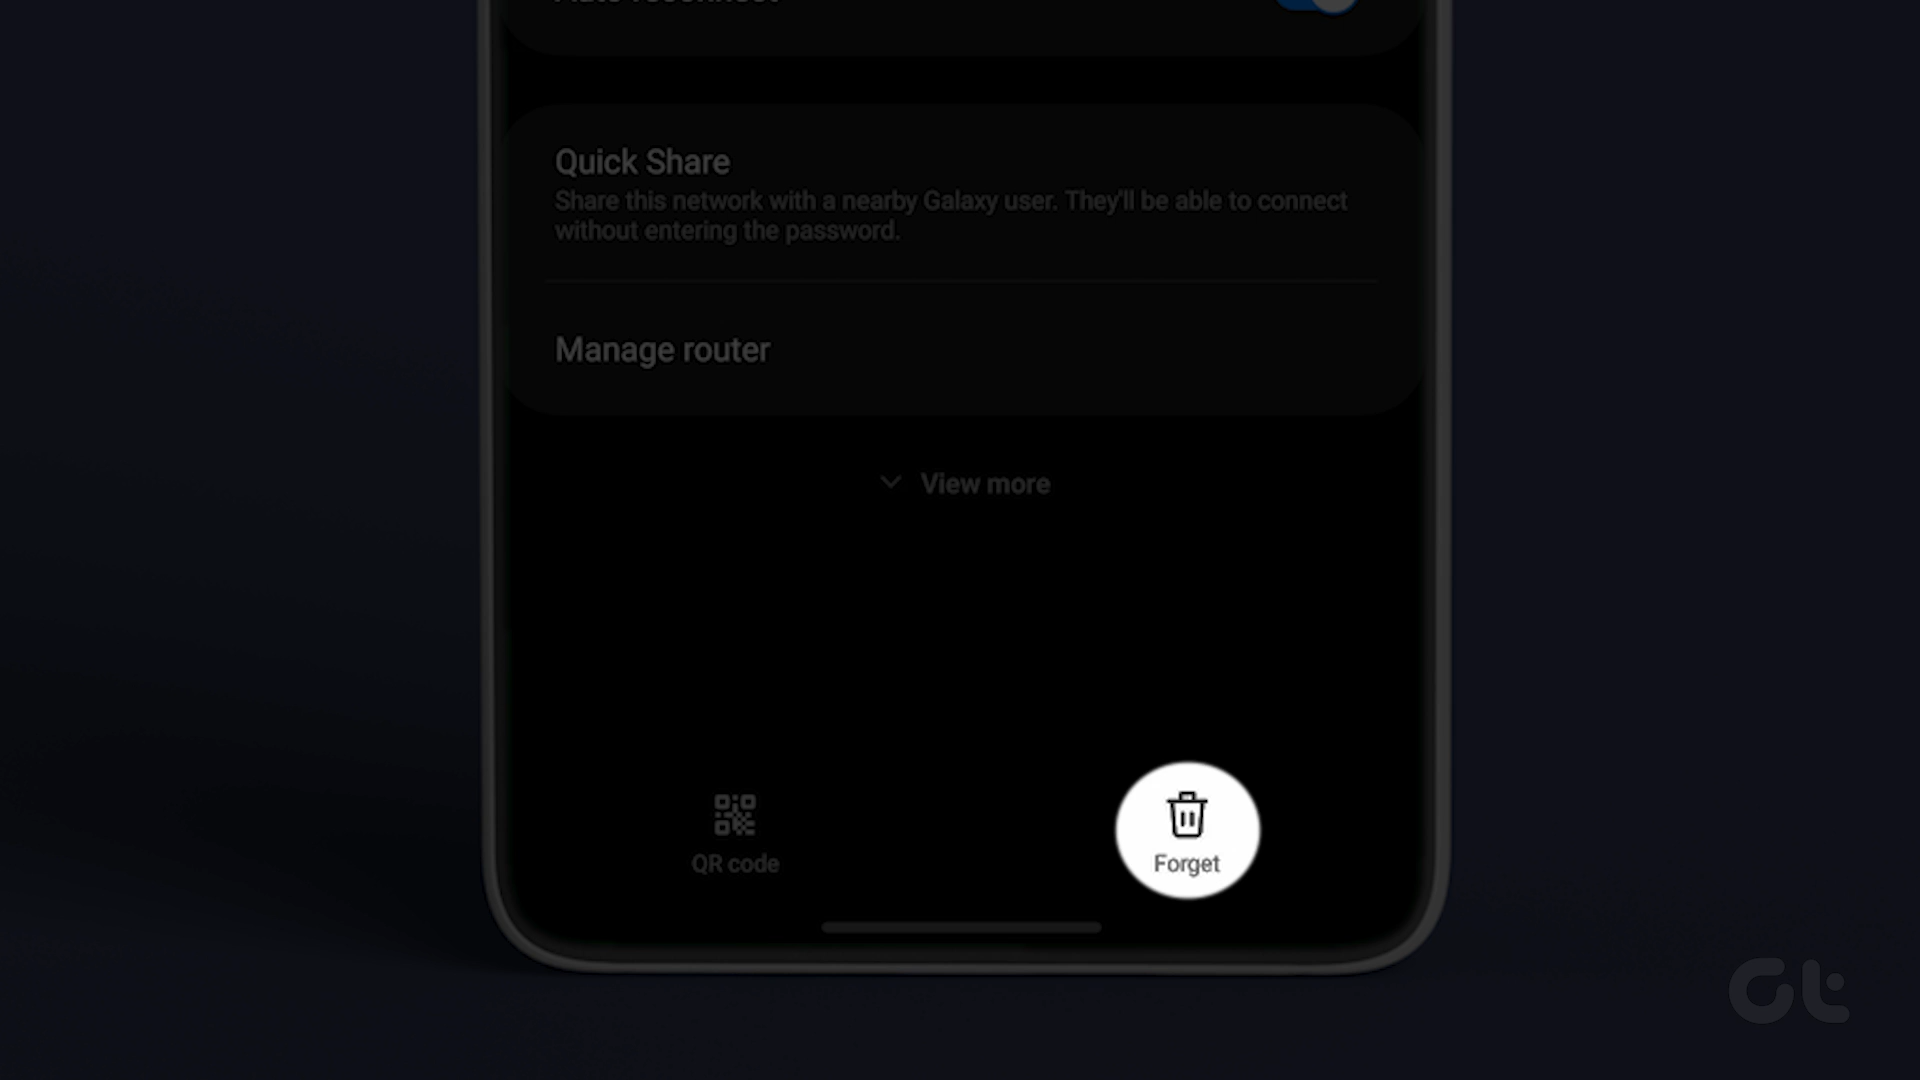 Auto reconnect
Quick Share
Share this network with a nearby Galaxy user. They'll be able to connect
without entering the password.
Manage router
View more
QR code
Forget
Gt